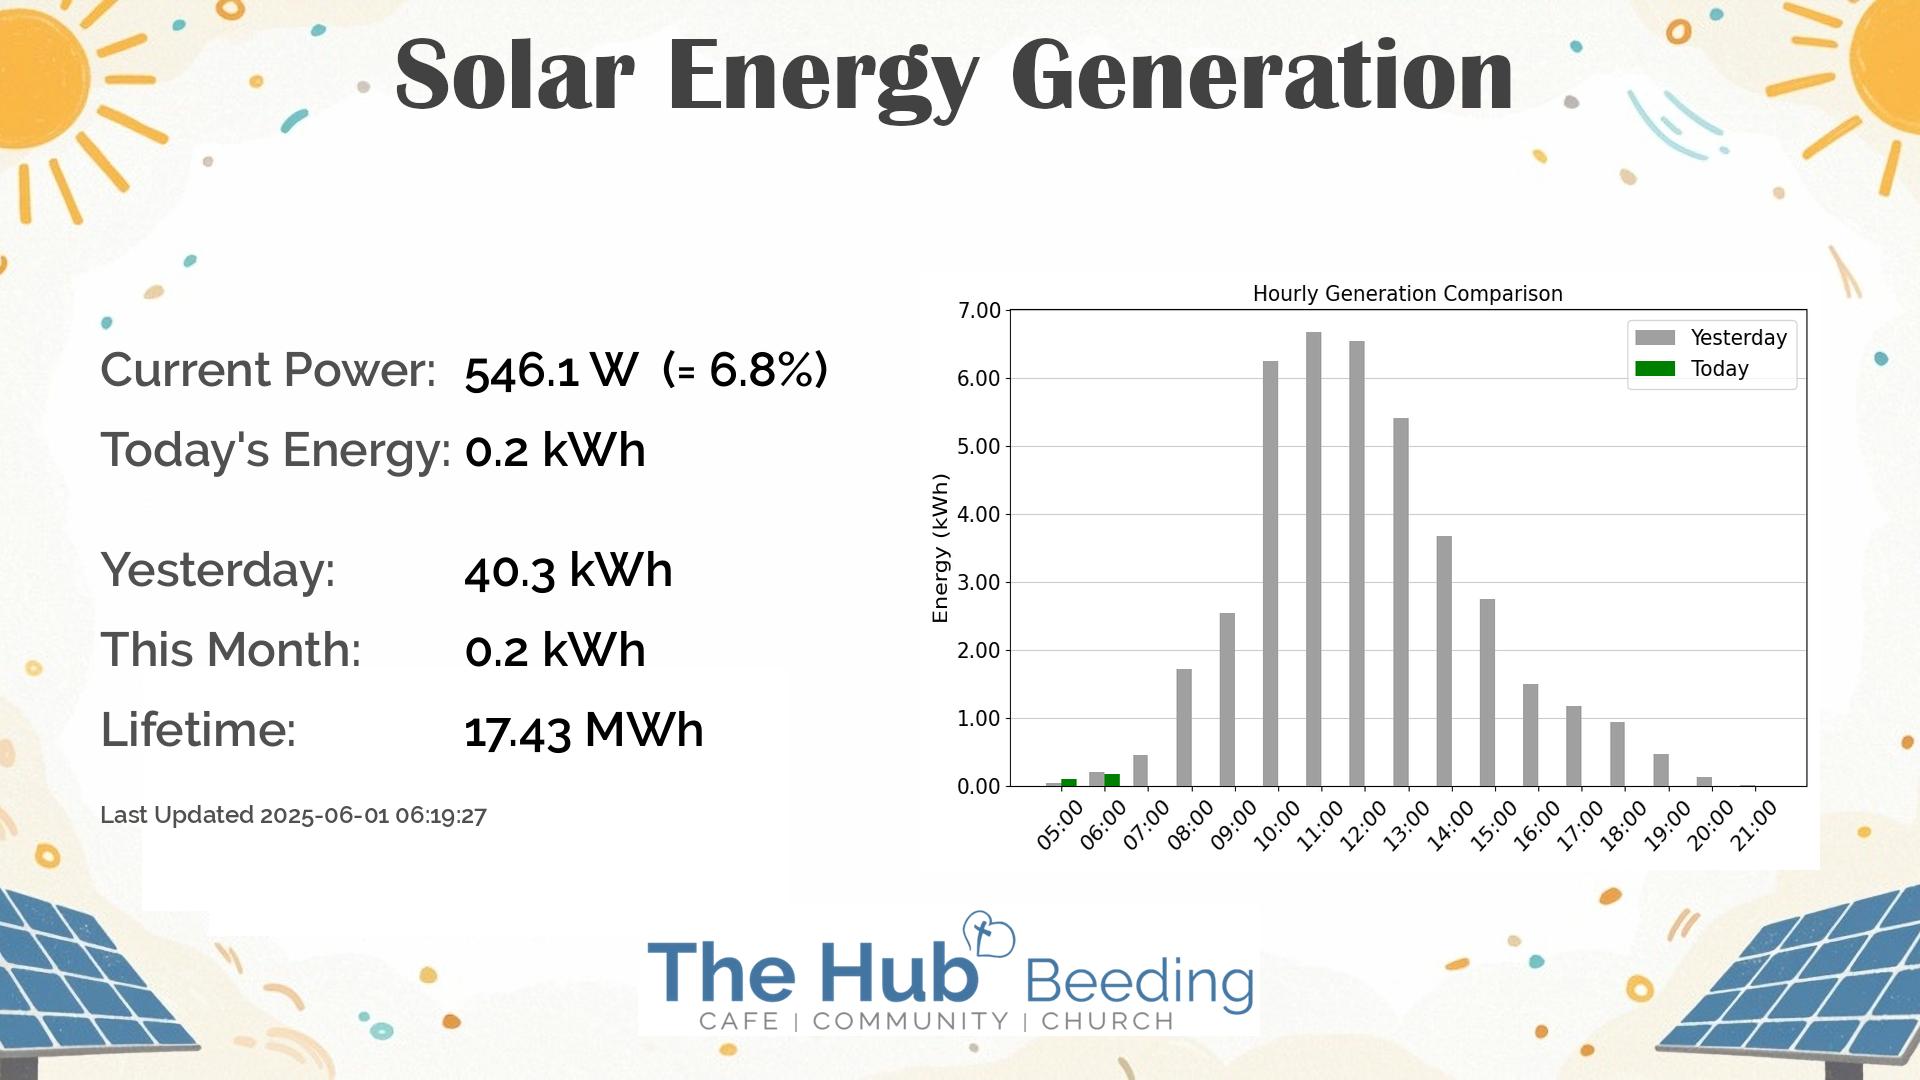 Solar Energy Generation
Current Power: 546.1 W (= 6.8%)
Today's Energy: 0.2 kWh
Yesterday: 40.3 kWh
This Month: 0.2 kWh
Lifetime: 17.43 MWh
Last Updated 2025-06-01 06:19:27
Hourly Generation Comparison
Yesterday
Today
Energy (kWh)
7.00
6.00
5.00
4.00
3.00
2.00
1.00
0.00
05:00 06:00 07:00 08:00 09:00 10:00 11:00 12:00 13:00 14:00 15:00 16:00 17:00 18:00 19:00 20:00 21:00
The Hub Beeding
CAFE | COMMUNITY | CHURCH